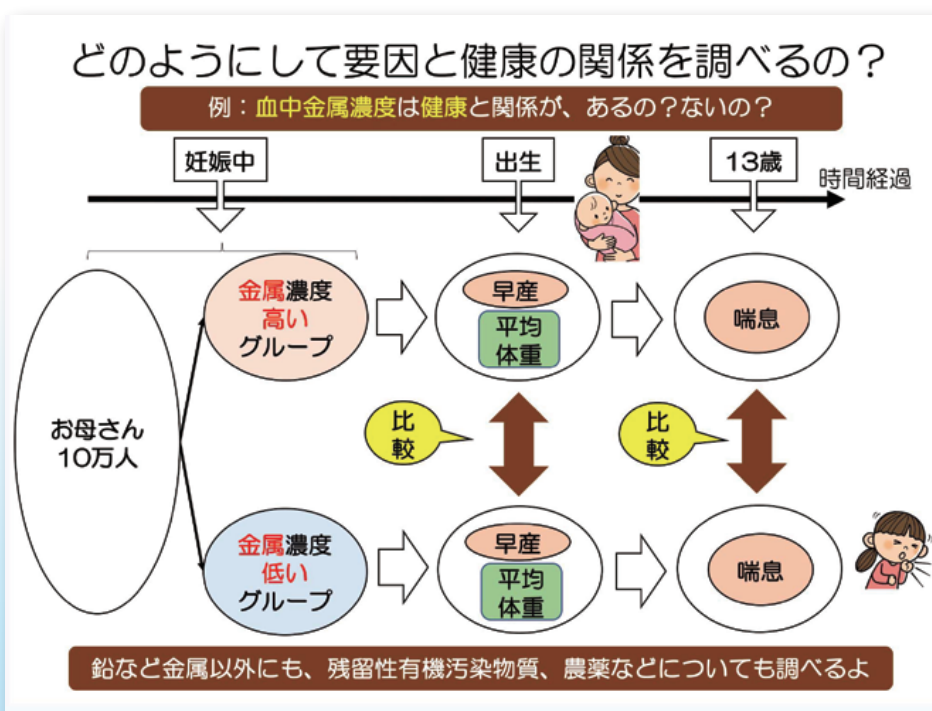 どのようにして要因と健康の関係を調べるの？
例：血中金属濃度は健康と関係が、あるの？ないの？
妊娠中
出生
13歳
時間経過
お母さん
10万人
金属濃度
高い
グループ
早産
平均
体重
喘息
比
較
比
較
金属濃度
低い
グループ
早産
平均
体重
喘息
鉛など金属以外にも、残留性有機汚染物質、農薬などについても調べるよ